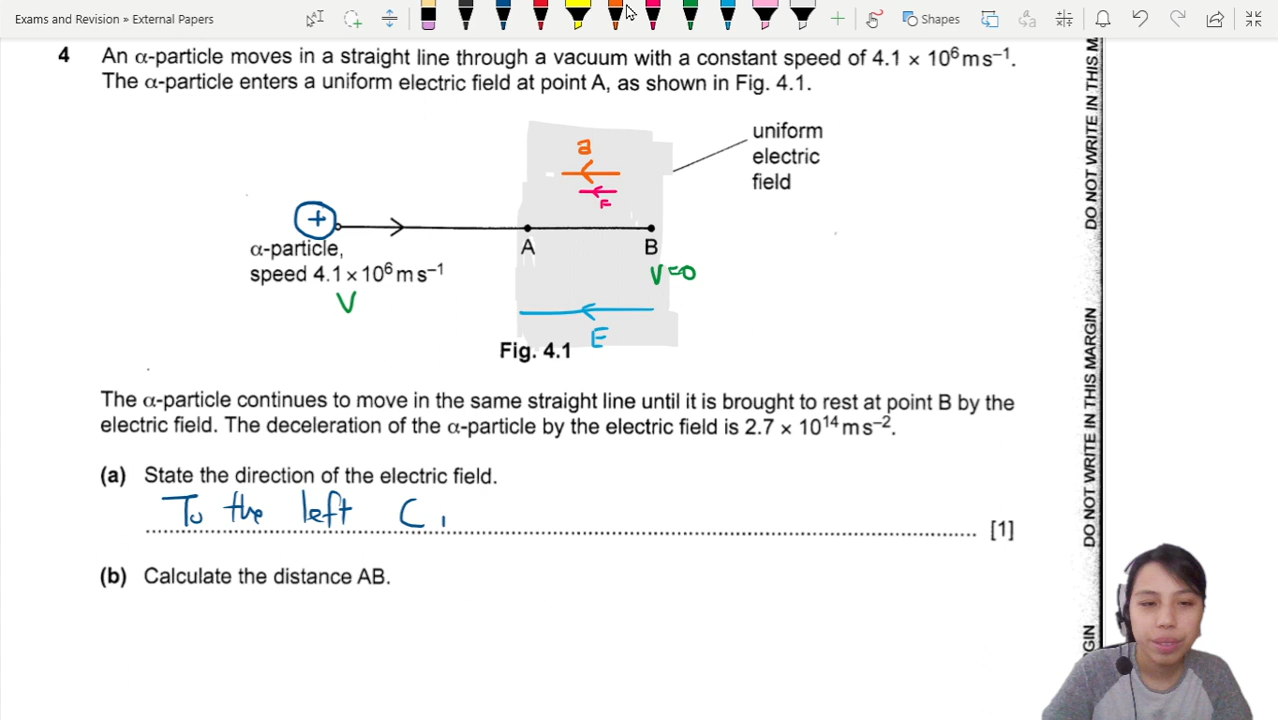 Exams and Revision » External Papers
Shapes
4 An α-particle moves in a straight line through a vacuum with a constant speed of 4.1 × 10⁶ m s⁻¹.
The α-particle enters a uniform electric field at point A, as shown in Fig. 4.1.
uniform
electric
field
a
F
+
A
B
α-particle,
speed 4.1 × 10⁶ m s⁻¹
V
V=0
E
Fig. 4.1
The α-particle continues to move in the same straight line until it is brought to rest at point B by the
electric field. The deceleration of the α-particle by the electric field is 2.7 × 10¹⁴ m s⁻².
(a) State the direction of the electric field.
To the left (
[1]
(b) Calculate the distance AB.
DO NOT WRITE IN THIS M
DO NOT WRITE IN THIS MARGIN
GIN